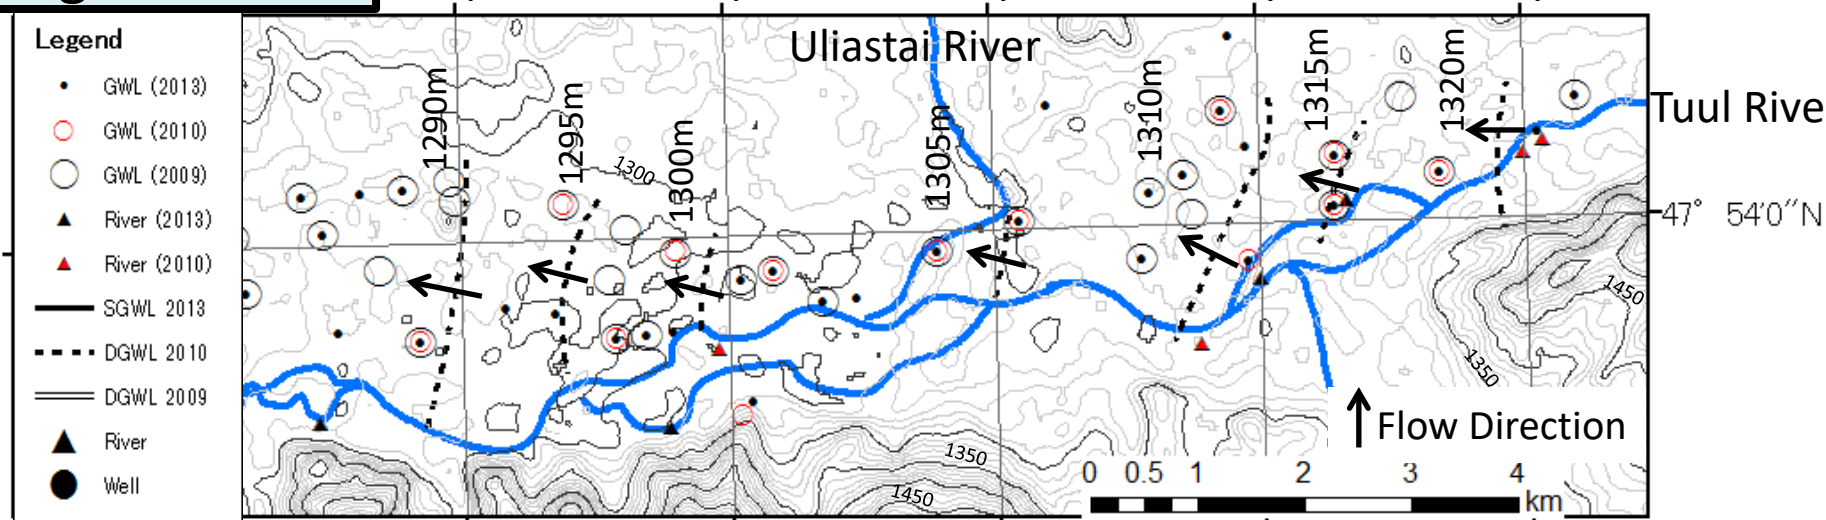 Legend
GWL (2013)
GWL (2010)
GWL (2009)
River (2013)
River (2010)
SGWL 2013
DGWL 2010
DGWL 2009
River
Well
Uliastai River
1290m
1295m
1300m
1305m
1310m
1315m
1320m
Tuul Rive
1300
47° 54'0"N
1450
1350
1350
1450
Flow Direction
0 0.5 1 2 3 4
km